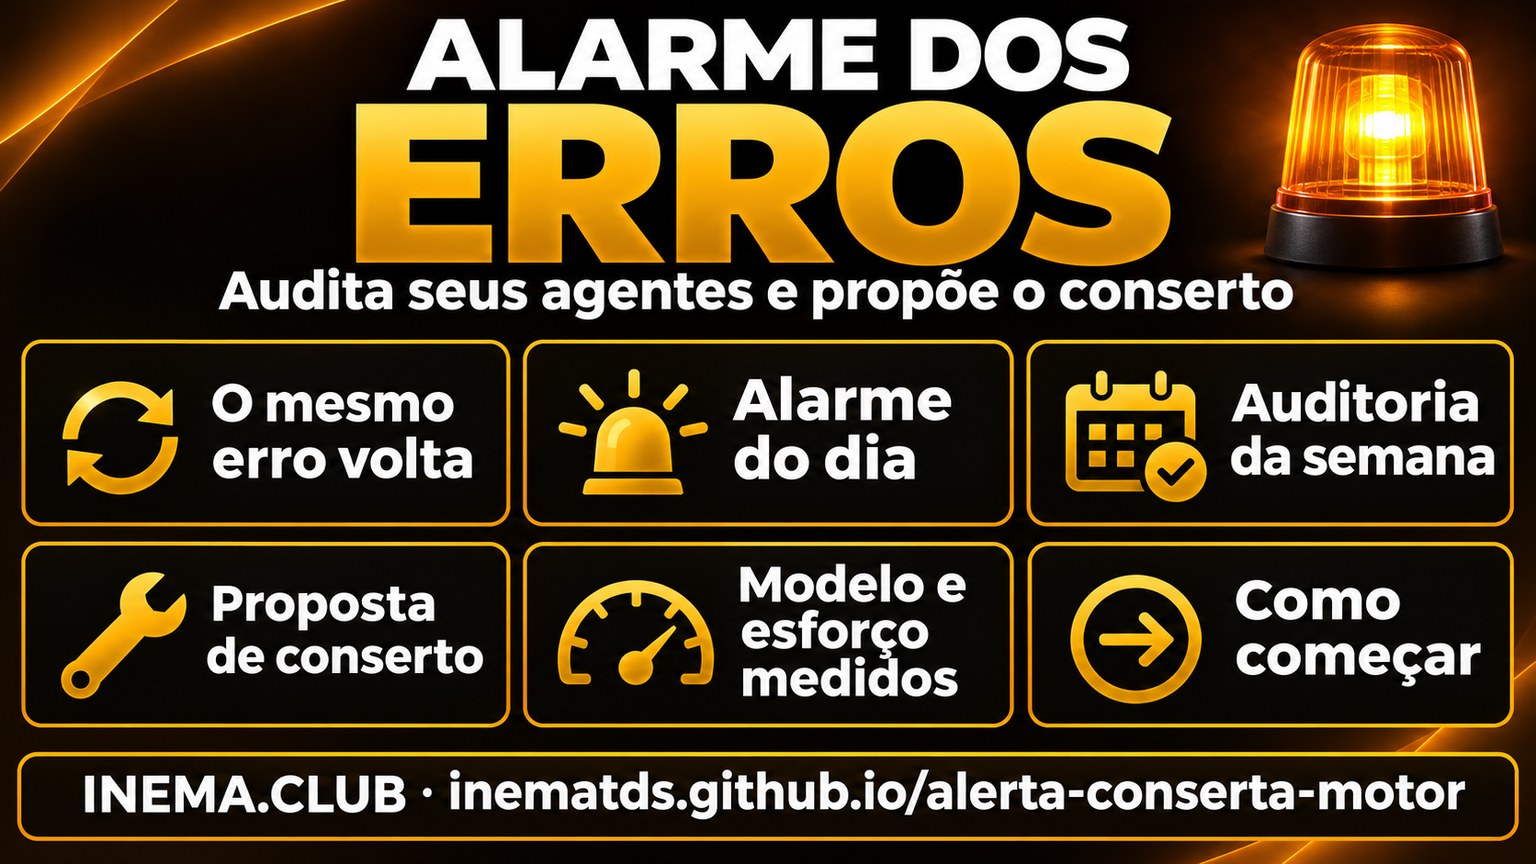 ALARME DOS
ERROS
Audita seus agentes e propõe o conserto
O mesmo
erro volta
Alarme
do dia
Auditoria
da semana
Proposta
de conserto
Modelo e
esforço
medidos
Como
começar
INEMA.CLUB · inematds.github.io/alerta-conserta-motor